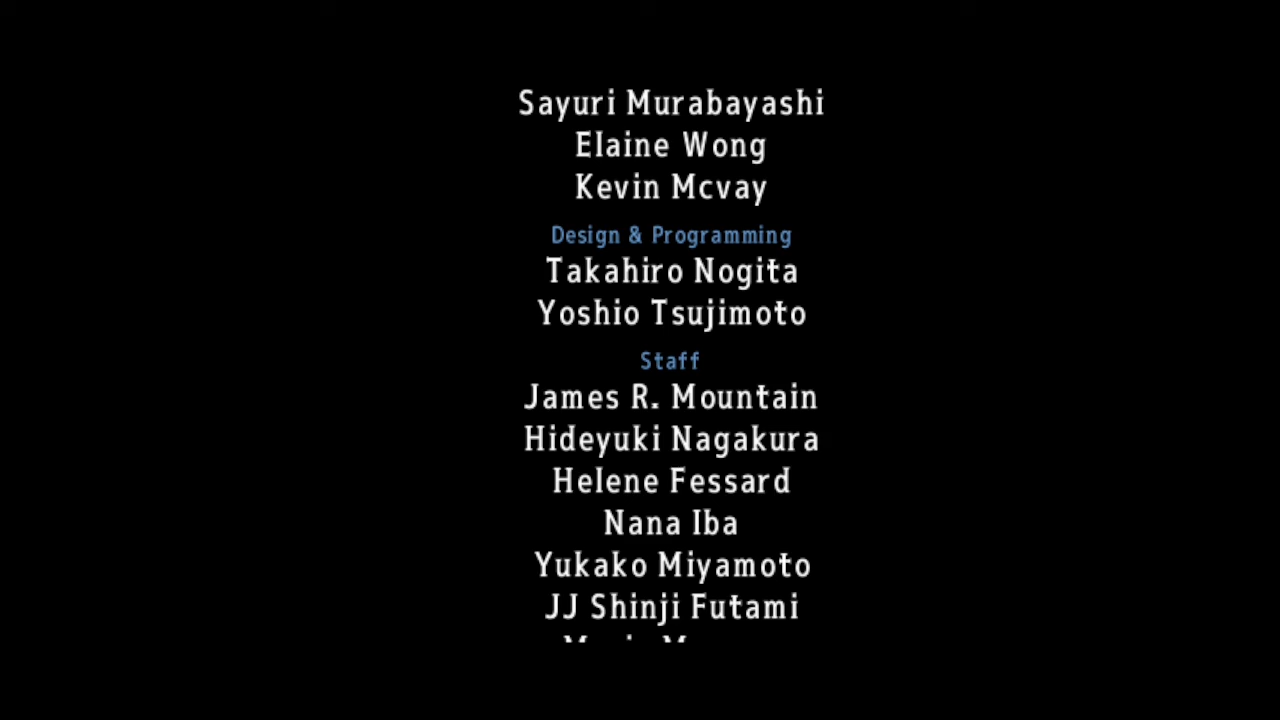 Sayuri Murabayashi
Elaine Wong
Kevin Mcvay
Design & Programming
Takahiro Nogita
Yoshio Tsujimoto
Staff
James R. Mountain
Hideyuki Nagakura
Helene Fessard
Nana Iba
Yukako Miyamoto
JJ Shinji Futami